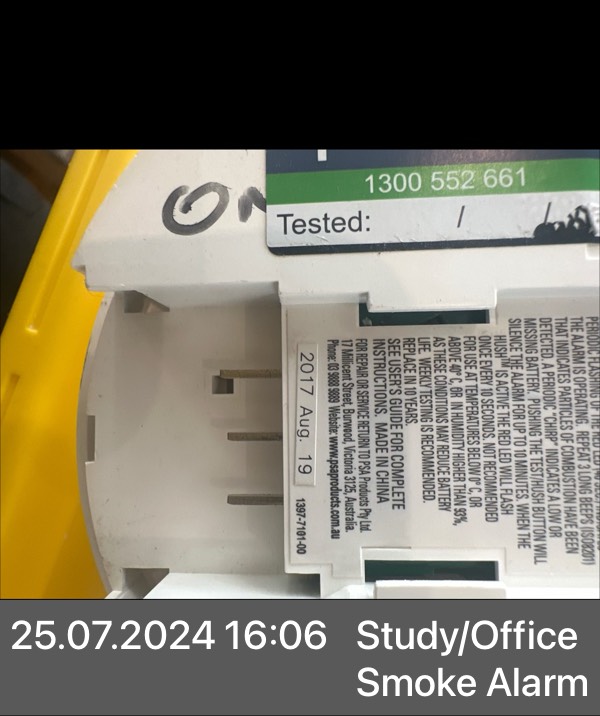 1300 552 661
Tested: / /
PERIODIC FLASHING OF THE RED LED
THE ALARM IS OPERATING. REPEAT 3 LONG BEEPS (ISO8201)
THAT INDICATES PARTICLES OF COMBUSTION HAVE BEEN
DETECTED. A PERIODIC "CHIRP" INDICATES A LOW OR
MISSING BATTERY. PUSHING THE TEST/HUSH BUTTON WILL
SILENCE THE ALARM FOR UP TO 10 MINUTES. WHEN THE
HUSH IS ACTIVE THE RED LED WILL FLASH
ONCE EVERY 10 SECONDS. NOT RECOMMENDED
FOR USE AT TEMPERATURES BELOW 0° C, OR
ABOVE 40° C, OR IN HUMIDITY HIGHER THAN 93%,
AS THESE CONDITIONS MAY REDUCE BATTERY
LIFE. WEEKLY TESTING IS RECOMMENDED.
REPLACE IN 10 YEARS.
SEE USER'S GUIDE FOR COMPLETE
INSTRUCTIONS. MADE IN CHINA
FOR REPAIR OR SERVICE RETURN TO PSA Products Pty Ltd.
17 Millicent Street, Burwood, Victoria 3125, Australia.
Phone: 03 9888 9889 Website: www.psaproducts.com.au
2017 Aug. 19
1397-7101-00
25.07.2024 16:06 Study/Office
Smoke Alarm